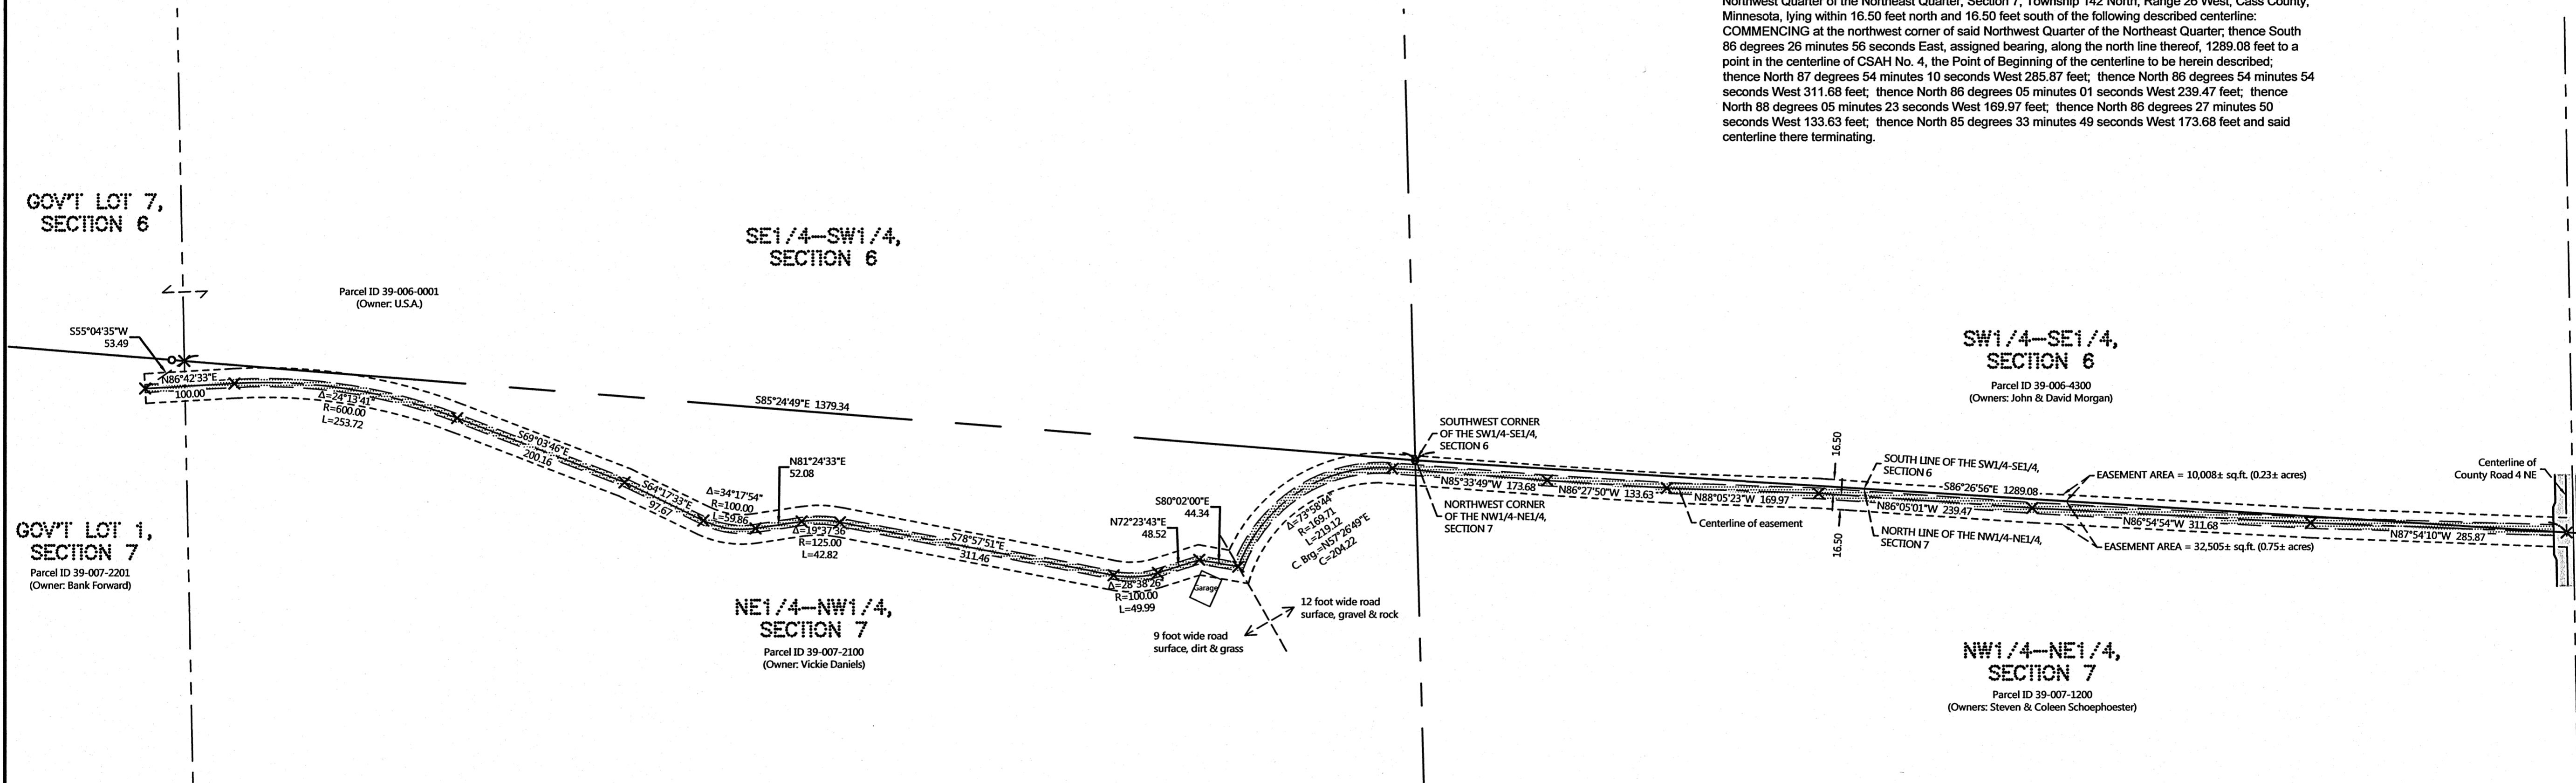 Northwest Quarter of the Northeast Quarter, Section 7, Township 142 North, Range 26 West, Cass County,
Minnesota, lying within 16.50 feet north and 16.50 feet south of the following described centerline:
COMMENCING at the northwest corner of said Northwest Quarter of the Northeast Quarter; thence South
86 degrees 26 minutes 56 seconds East, assigned bearing, along the north line thereof, 1289.08 feet to a
point in the centerline of CSAH No. 4, the Point of Beginning of the centerline to be herein described;
thence North 87 degrees 54 minutes 10 seconds West 285.87 feet; thence North 86 degrees 54 minutes 54
seconds West 311.68 feet; thence North 86 degrees 05 minutes 01 seconds West 239.47 feet; thence
North 88 degrees 05 minutes 23 seconds West 169.97 feet; thence North 86 degrees 27 minutes 50
seconds West 133.63 feet; thence North 85 degrees 33 minutes 49 seconds West 173.68 feet and said
centerline there terminating.
GOV'T LOT 7,
SECTION 6
SE1/4-SW1/4,
SECTION 6
Parcel ID 39-006-0001
(Owner: U.S.A.)
S55°04'35"W
53.49
N86°42'33"E
100.00
Δ=24°13'41"
R=600.00
L=253.72
S85°24'49"E 1379.34
S69°03'46"E
200.16
S64°17'33"E
97.67
Δ=34°17'54"
R=100.00
L=59.86
N81°24'33"E
52.08
Δ=19°37'36"
R=125.00
L=42.82
S78°57'51"E
311.46
Δ=28°38'26"
R=100.00
L=49.99
N72°23'43"E
48.52
S80°02'00"E
44.34
Garage
Δ=73°58'44"
R=169.71
L=219.12
C. Brg.=N57°26'49"E
C=204.22
12 foot wide road
surface, gravel & rock
9 foot wide road
surface, dirt & grass
GOV'T LOT 1,
SECTION 7
Parcel ID 39-007-2201
(Owner: Bank Forward)
NE1/4-NW1/4,
SECTION 7
Parcel ID 39-007-2100
(Owner: Vickie Daniels)
SW1/4-SE1/4,
SECTION 6
Parcel ID 39-006-4300
(Owners: John & David Morgan)
SOUTHWEST CORNER
OF THE SW1/4-SE1/4,
SECTION 6
NORTHWEST CORNER
OF THE NW1/4-NE1/4,
SECTION 7
N85°33'49"W 173.68
N86°27'50"W 133.63
N88°05'23"W 169.97
Centerline of easement
16.50
16.50
SOUTH LINE OF THE SW1/4-SE1/4,
SECTION 6
S86°26'56"E 1289.08
EASEMENT AREA = 10,008± sq.ft. (0.23± acres)
Centerline of
County Road 4 NE
N86°05'01"W 239.47
N86°54'54"W 311.68
N87°54'10"W 285.87
NORTH LINE OF THE NW1/4-NE1/4,
SECTION 7
EASEMENT AREA = 32,505± sq.ft. (0.75± acres)
NW1/4-NE1/4,
SECTION 7
Parcel ID 39-007-1200
(Owners: Steven & Coleen Schoephoester)